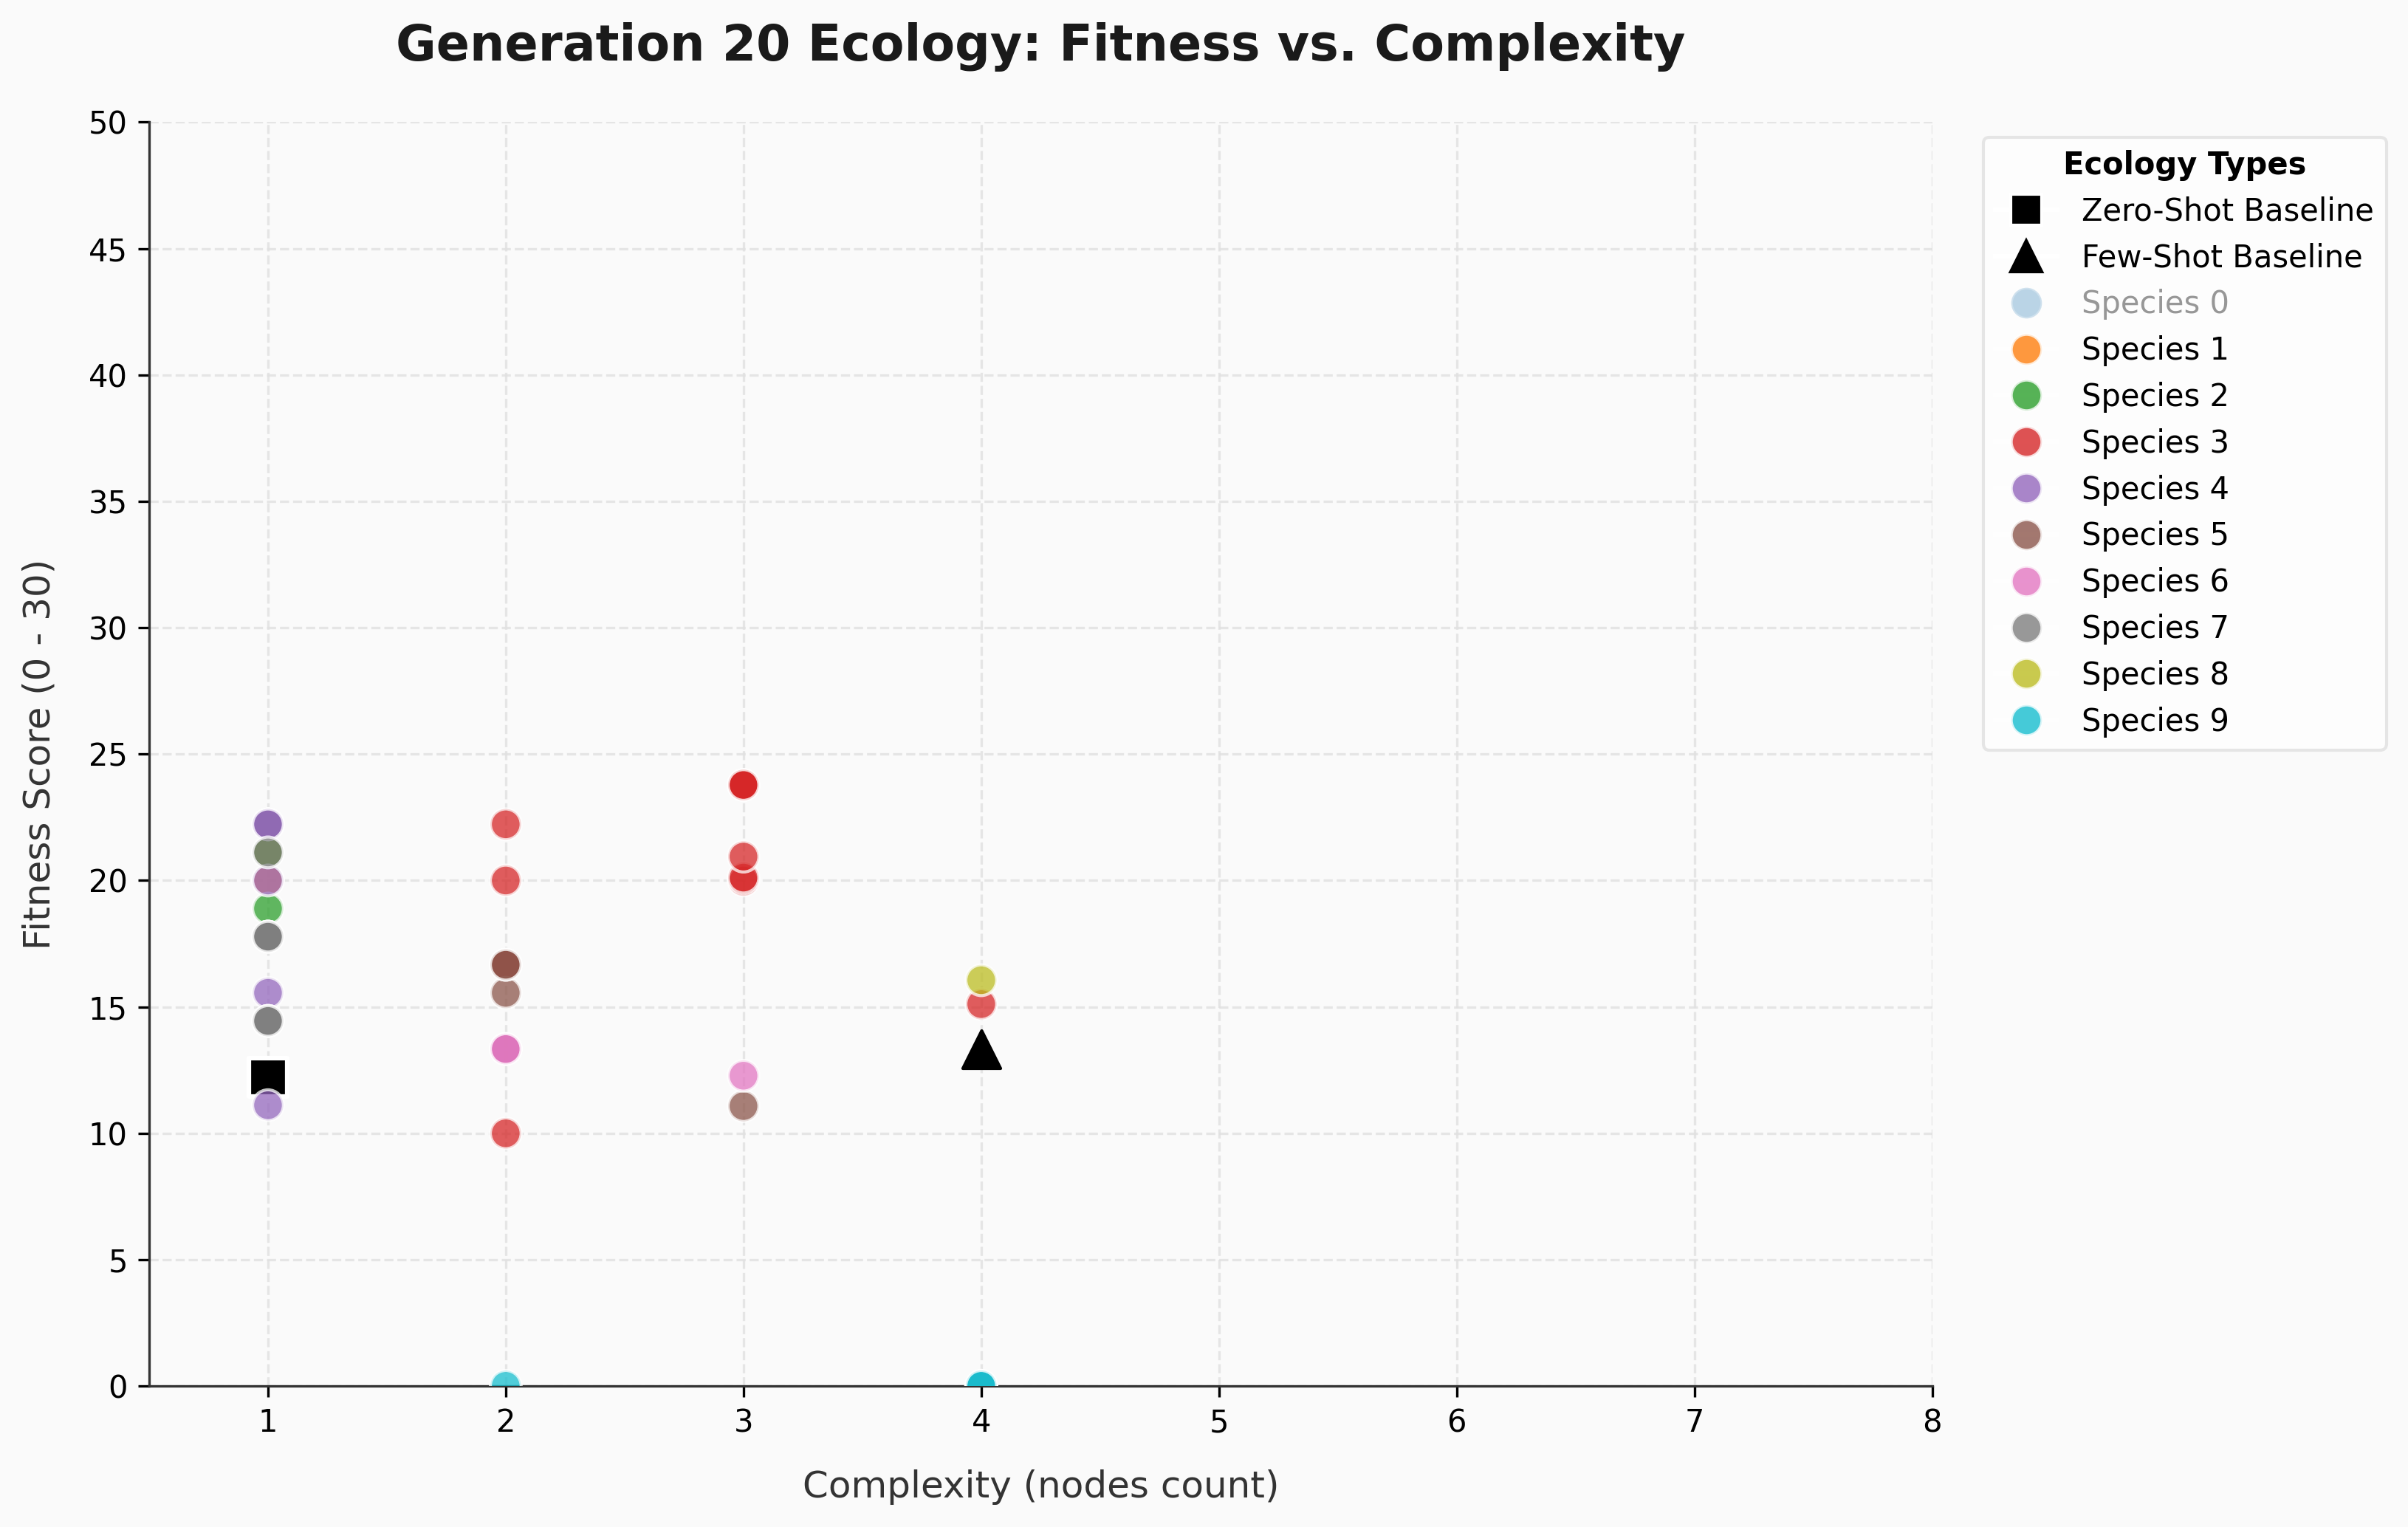 Generation 20 Ecology: Fitness vs. Complexity
50
45
40
35
30
25
20
15
10
5
0
Fitness Score (0 - 30)
1 2 3 4 5 6 7 8
Complexity (nodes count)
Ecology Types
Zero-Shot Baseline
Few-Shot Baseline
Species 0
Species 1
Species 2
Species 3
Species 4
Species 5
Species 6
Species 7
Species 8
Species 9